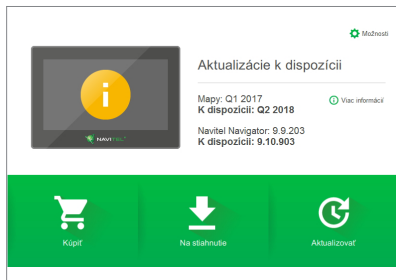 Možnosti
Aktualizácie k dispozícii
Mapy: Q1 2017
K dispozícii: Q2 2018
Viac informácií
Navitel Navigator: 9.9.203
K dispozícii: 9.10.903
NAVITEL
Kúpiť
Na stiahnutie
Aktualizovať